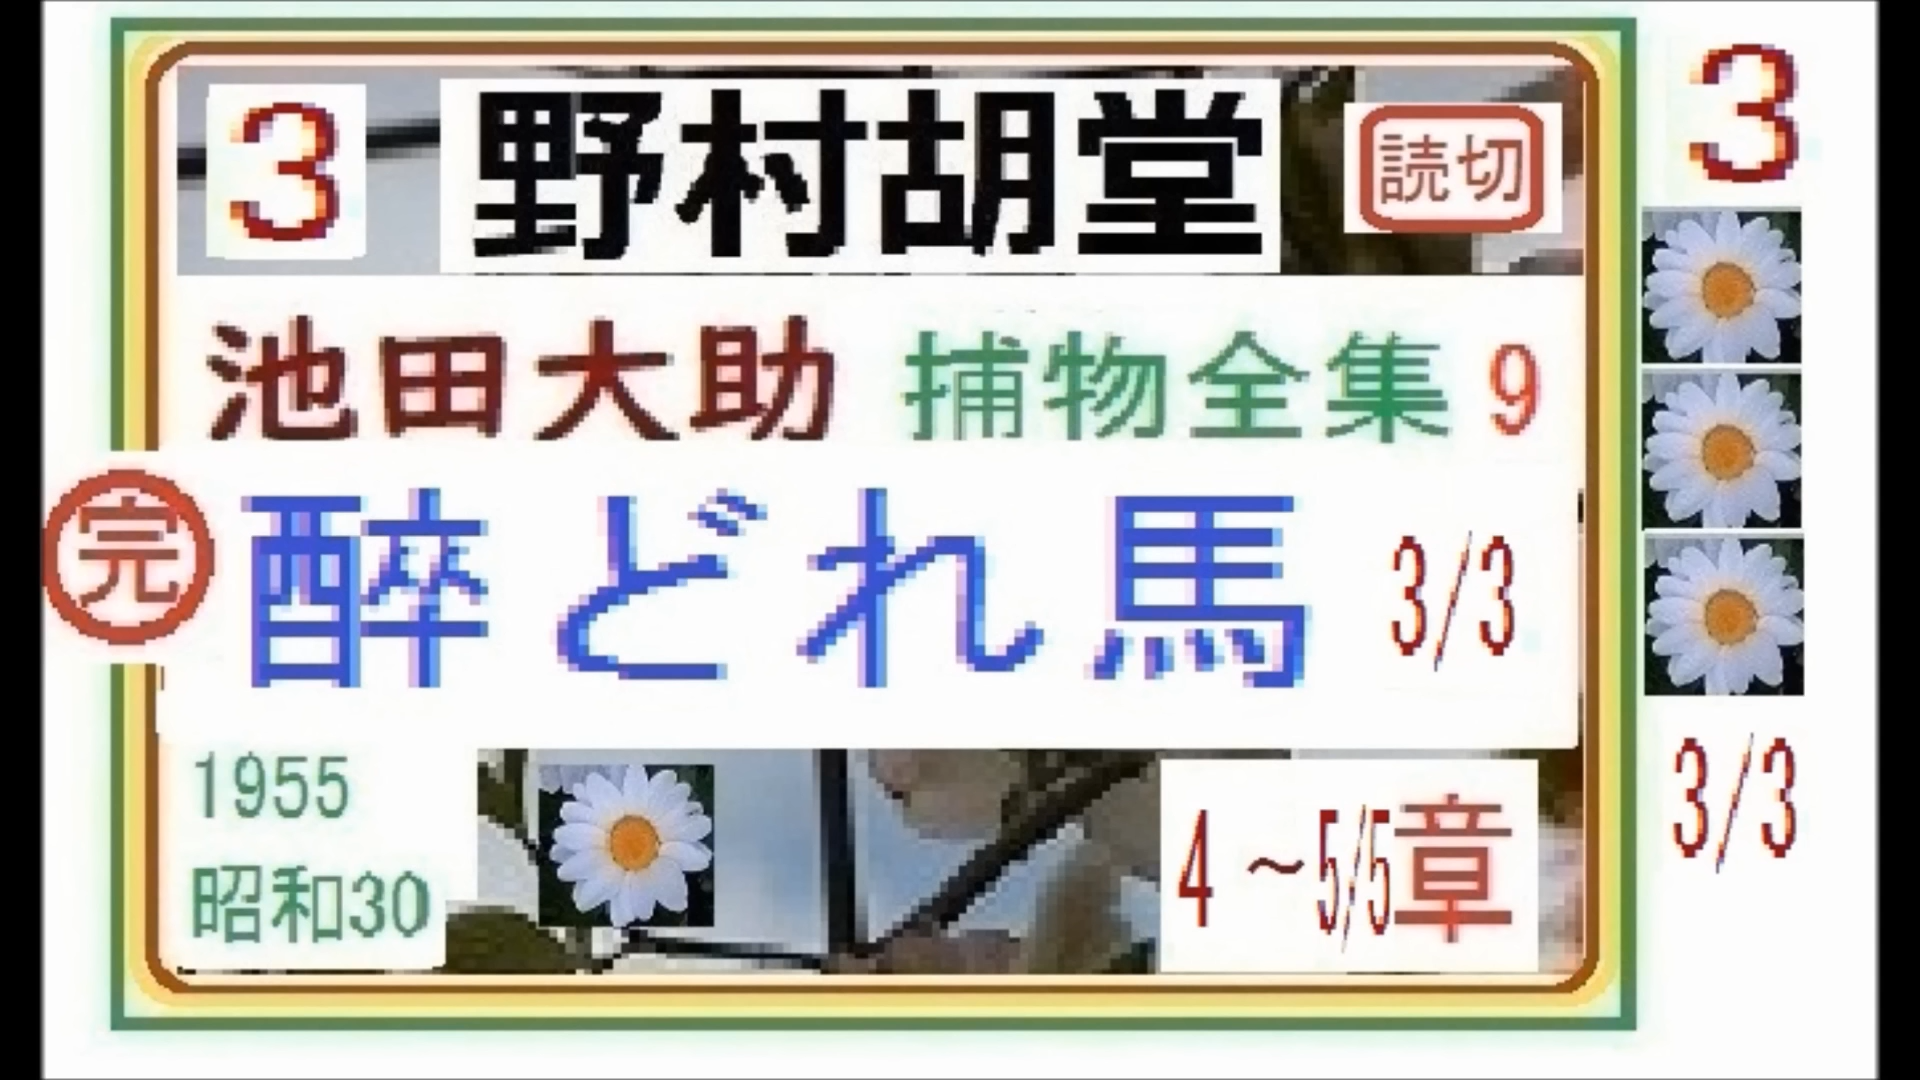 3 野村胡堂 読切 3
池田大助 捕物全集 9
完 醉どれ馬 3/3
1955
昭和30
4 ～5/5章
3/3